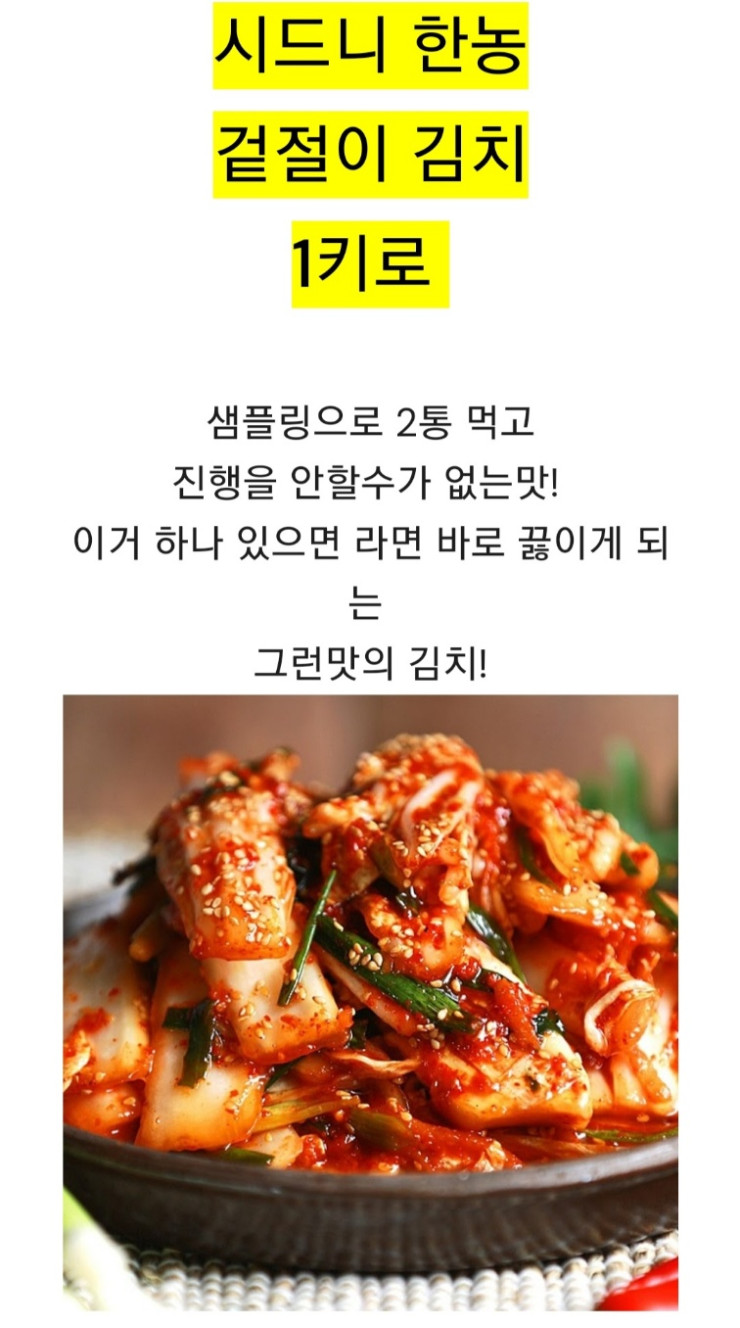 시드니 한농
겉절이 김치
1키로
샘플링으로 2통 먹고
진행을 안할수가 없는맛!
이거 하나 있으면 라면 바로 끓이게 되
는
그런맛의 김치!